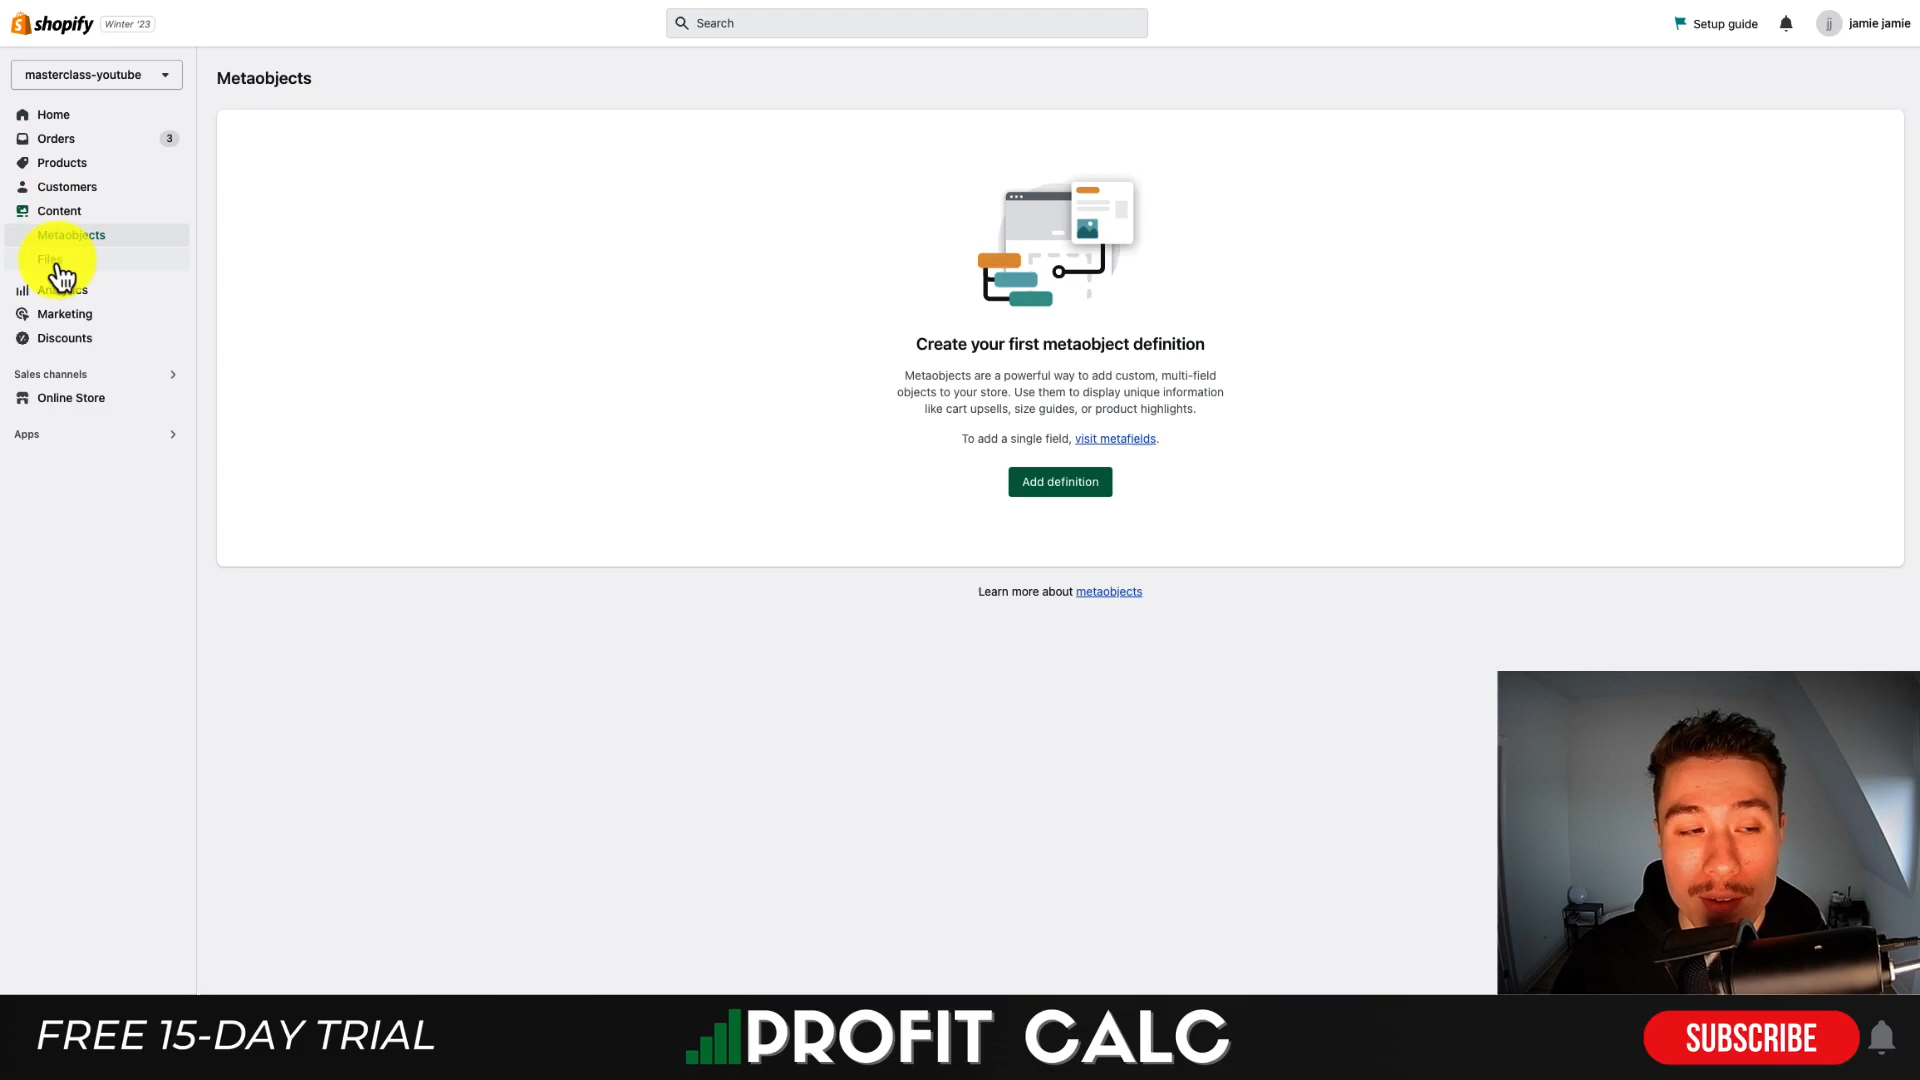 shopify Winter '23
Search
Setup guide
jj jamie jamie
masterclass-youtube
Home
Orders 3
Products
Customers
Content
Metaobjects
Files
Analytics
Marketing
Discounts
Sales channels
Online Store
Apps
Metaobjects
Create your first metaobject definition
Metaobjects are a powerful way to add custom, multi-field
objects to your store. Use them to display unique information
like cart upsells, size guides, or product highlights.
To add a single field, visit metafields.
Add definition
Learn more about metaobjects
FREE 15-DAY TRIAL
PROFIT CALC
SUBSCRIBE